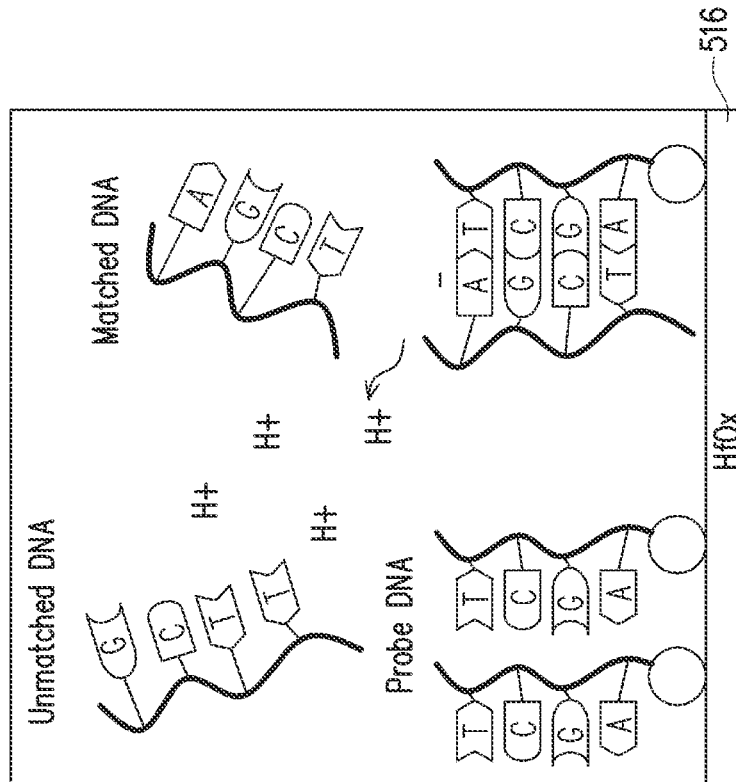 Unmatched DNA
Matched DNA
G
C
T
T
A
G
C
T
H+
H+
H+
H+
Probe DNA
T
C
G
A
T
C
G
A
–
A T
G C
C G
T A
HfOx
516